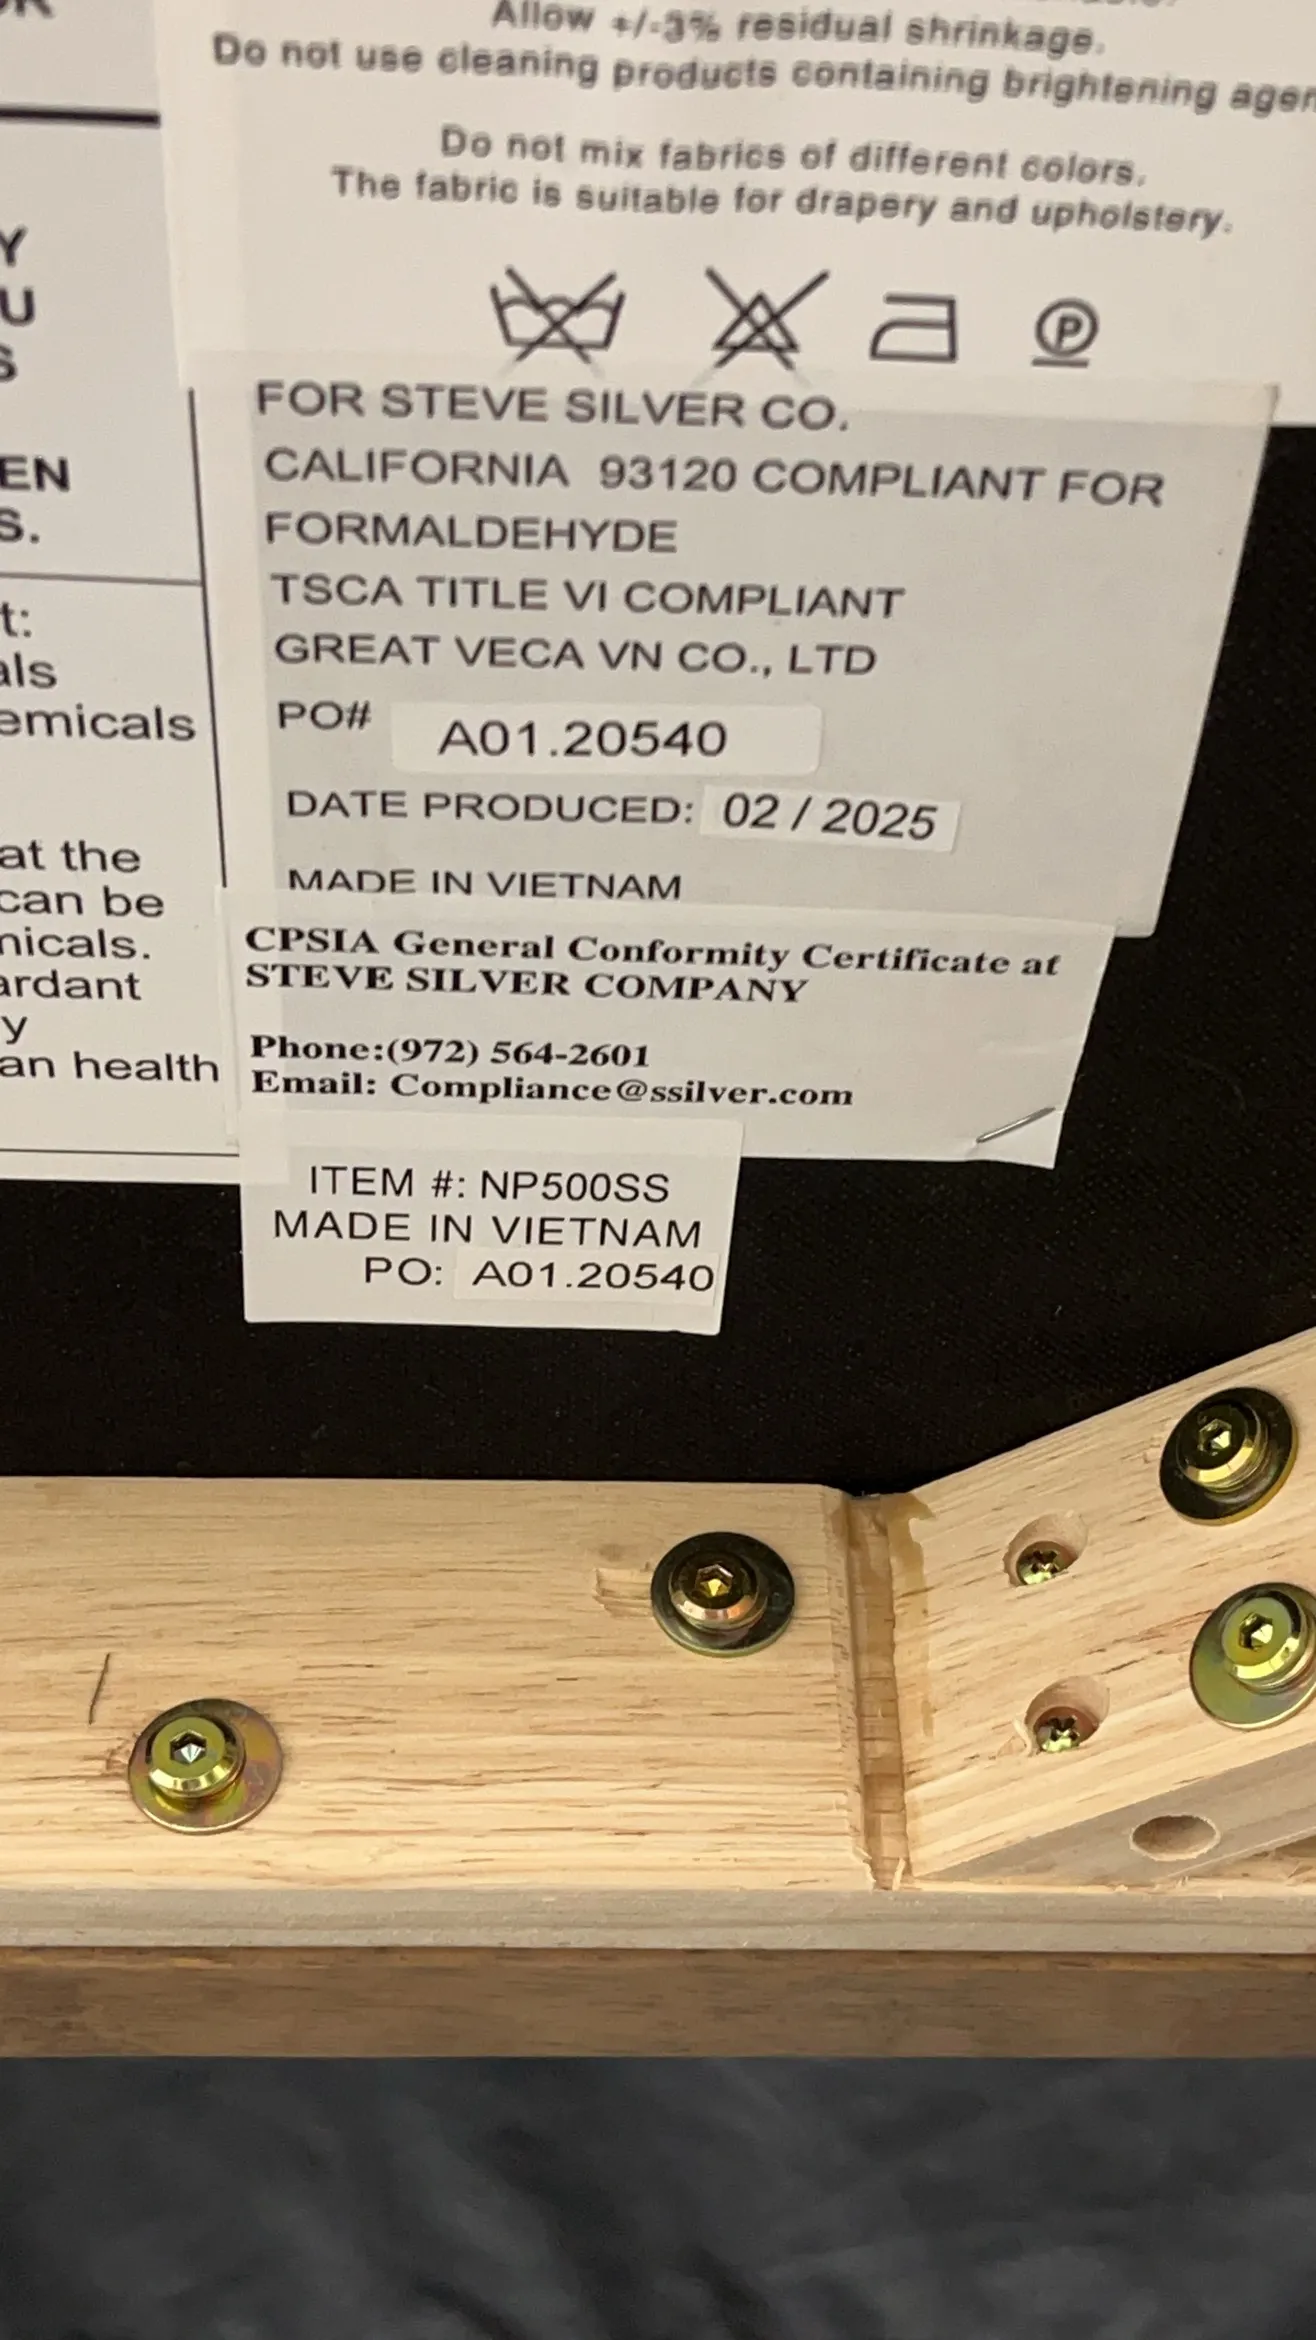 Allow +/-3% residual shrinkage.
Do not use cleaning products containing brightening
Do not mix fabrics of different colors.
The fabric is suitable for drapery and upholstery.
P
FOR STEVE SILVER CO.
CALIFORNIA 93120 COMPLIANT FOR
FORMALDEHYDE
TSCA TITLE VI COMPLIANT
GREAT VECA VN CO., LTD
PO# A01.20540
DATE PRODUCED: 02 / 2025
MADE IN VIETNAM
CPSIA General Conformity Certificate at
STEVE SILVER COMPANY
Phone:(972) 564-2601
Email: Compliance@ssilver.com
ITEM #: NP500SS
MADE IN VIETNAM
PO: A01.20540
Y
U
S
EN
S.
t:
als
emicals
at the
can be
nicals.
ardant
y
an health